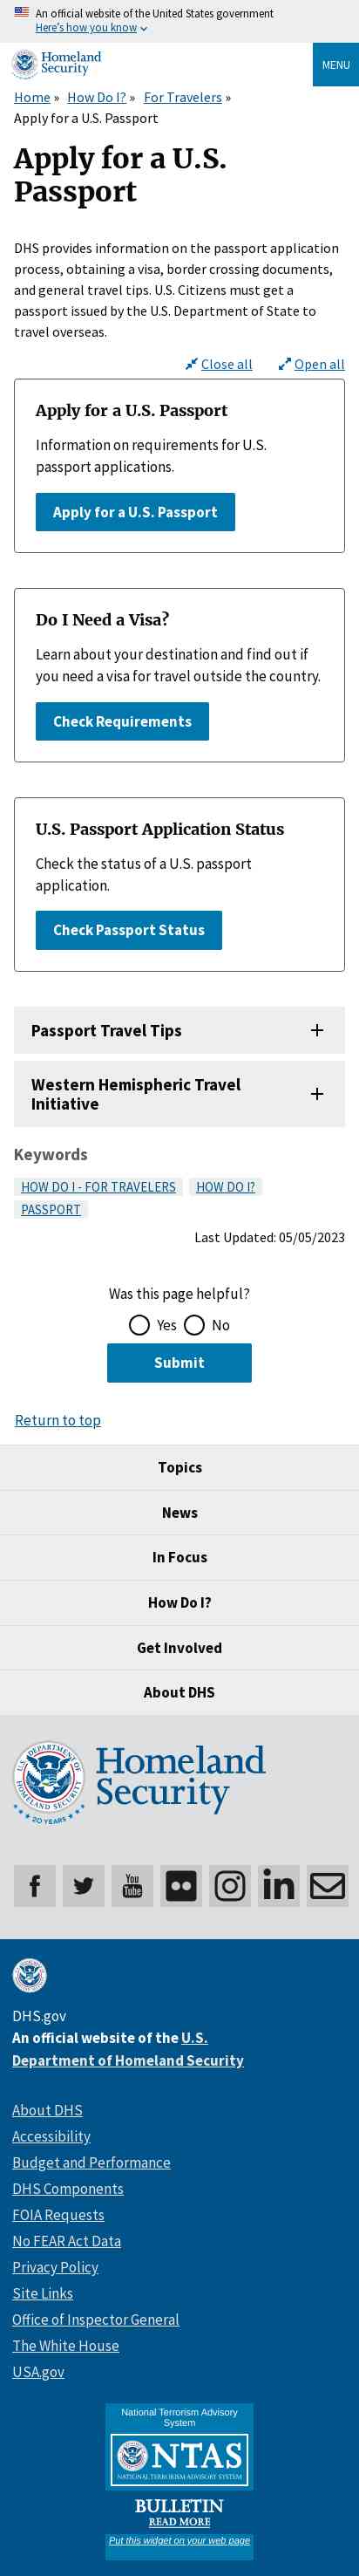 An official website of the United States government
Here's how you know
Homeland
Security
MENU
Home » How Do I? » For Travelers »
Apply for a U.S. Passport
Apply for a U.S.
Passport
DHS provides information on the passport application
process, obtaining a visa, border crossing documents,
and general travel tips. U.S. Citizens must get a
passport issued by the U.S. Department of State to
travel overseas.
Close all Open all
Apply for a U.S. Passport
Information on requirements for U.S.
passport applications.
Apply for a U.S. Passport
Do I Need a Visa?
Learn about your destination and find out if
you need a visa for travel outside the country.
Check Requirements
U.S. Passport Application Status
Check the status of a U.S. passport
application.
Check Passport Status
Passport Travel Tips
Western Hemispheric Travel
Initiative
Keywords
HOW DO I - FOR TRAVELERS HOW DO I?
PASSPORT
Last Updated: 05/05/2023
Was this page helpful?
Yes No
Submit
Return to top
Topics
News
In Focus
How Do I?
Get Involved
About DHS
U.S. DEPARTMENT OF
HOMELAND SECURITY
20 YEARS
Homeland
Security
You
Tube
in
DHS.gov
An official website of the U.S.
Department of Homeland Security
About DHS
Accessibility
Budget and Performance
DHS Components
FOIA Requests
No FEAR Act Data
Privacy Policy
Site Links
Office of Inspector General
The White House
USA.gov
National Terrorism Advisory
System
NTAS
NATIONAL TERRORISM ADVISORY SYSTEM
BULLETIN
READ MORE
Put this widget on your web page